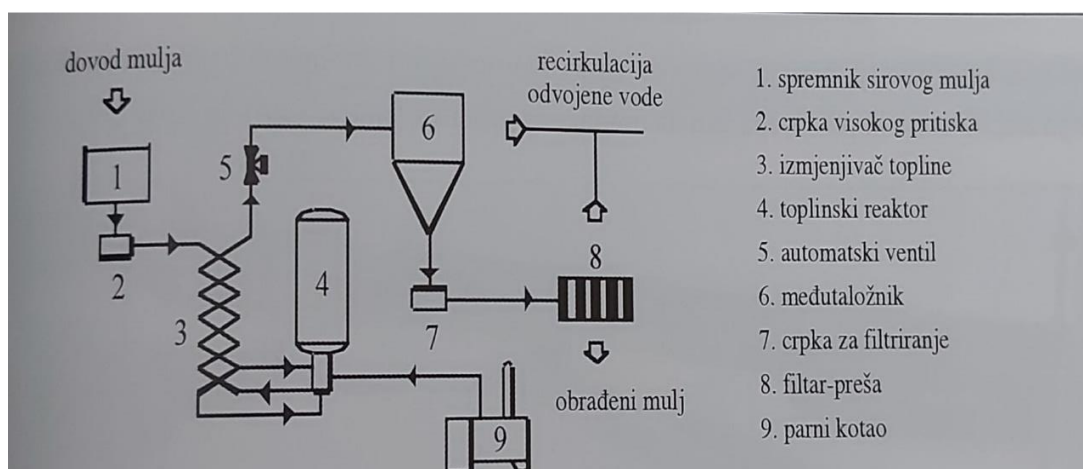 dovod mulja
1
2
3
4
5
6
7
8
9
recirkulacija
odvojene vode
obrađeni mulj
1. spremnik sirovog mulja
2. crpka visokog pritiska
3. izmjenjivač topline
4. toplinski reaktor
5. automatski ventil
6. međutaložnik
7. crpka za filtriranje
8. filtar-preša
9. parni kotao